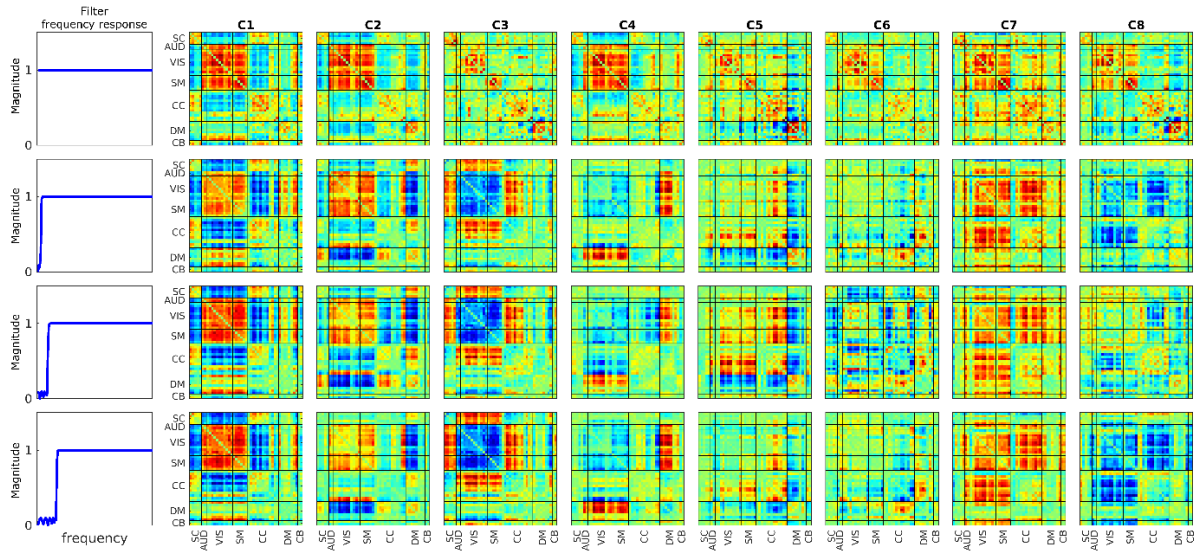 Filter
frequency response
C1 C2 C3 C4 C5 C6 C7 C8
Magnitude
1
0
SC
AUD
VIS
SM
CC
DM
CB
Magnitude
1
0
SC
AUD
VIS
SM
CC
DM
CB
Magnitude
1
0
SC
AUD
VIS
SM
CC
DM
CB
Magnitude
1
0
SC
AUD
VIS
SM
CC
DM
CB
frequency
SC AUD VIS SM CC DM CB
SC AUD VIS SM CC DM CB
SC AUD VIS SM CC DM CB
SC AUD VIS SM CC DM CB
SC AUD VIS SM CC DM CB
SC AUD VIS SM CC DM CB
SC AUD VIS SM CC DM CB
SC AUD VIS SM CC DM CB